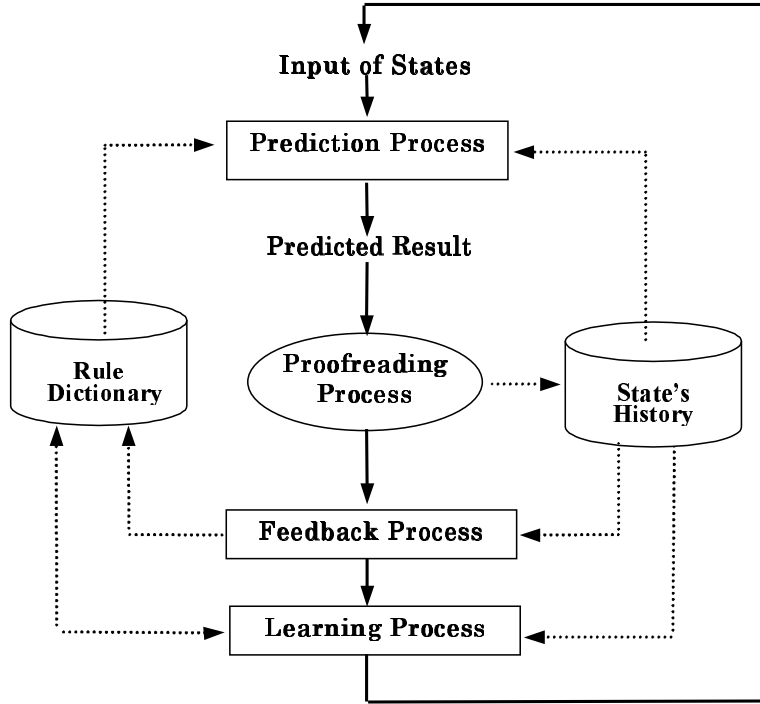 Input of States
Prediction Process
Predicted Result
Rule
Dictionary
Proofreading
Process
State's
History
Feedback Process
Learning Process